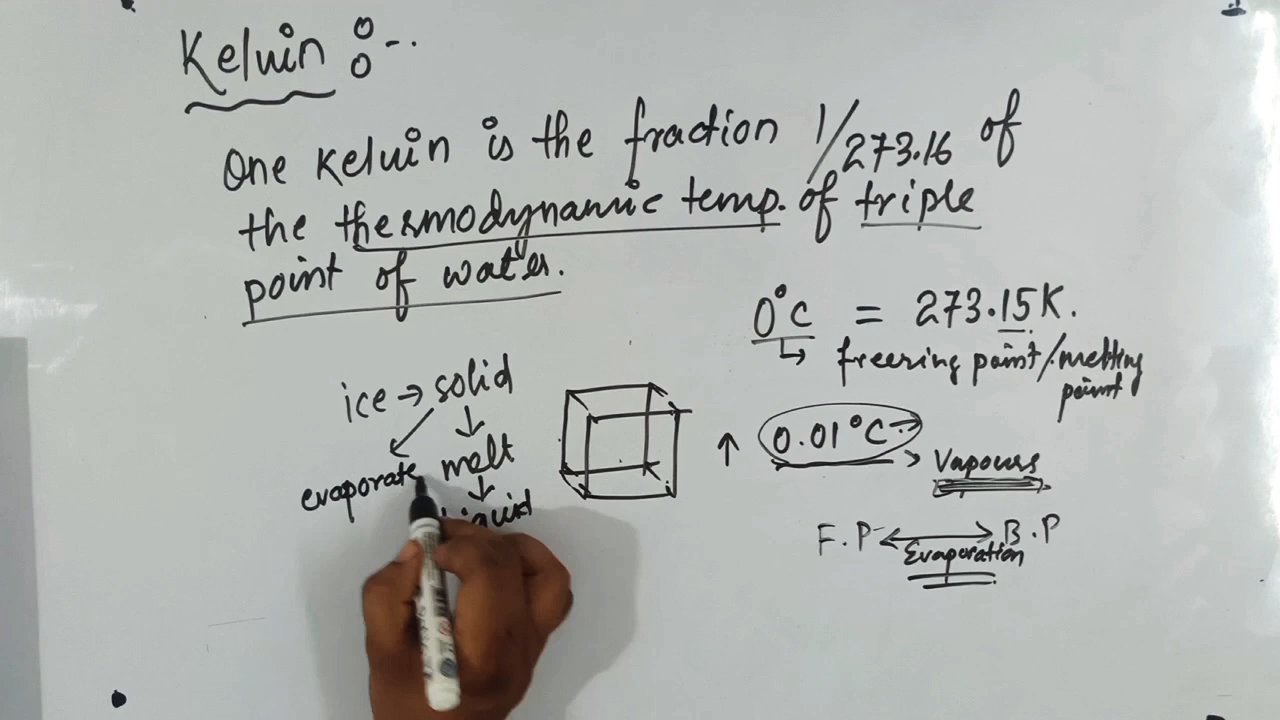 Kelvin :-
One Kelvin is the fraction 1/273.16 of
the thermodynamic temp. of triple
point of water.
0°C = 273.15K.
↳ freezing point/melting
point
ice → solid
↓
evaporate melt
↓
liquid
↑ 0.01°C →
→ Vapours
F.P ↔ B.P
Evaporation